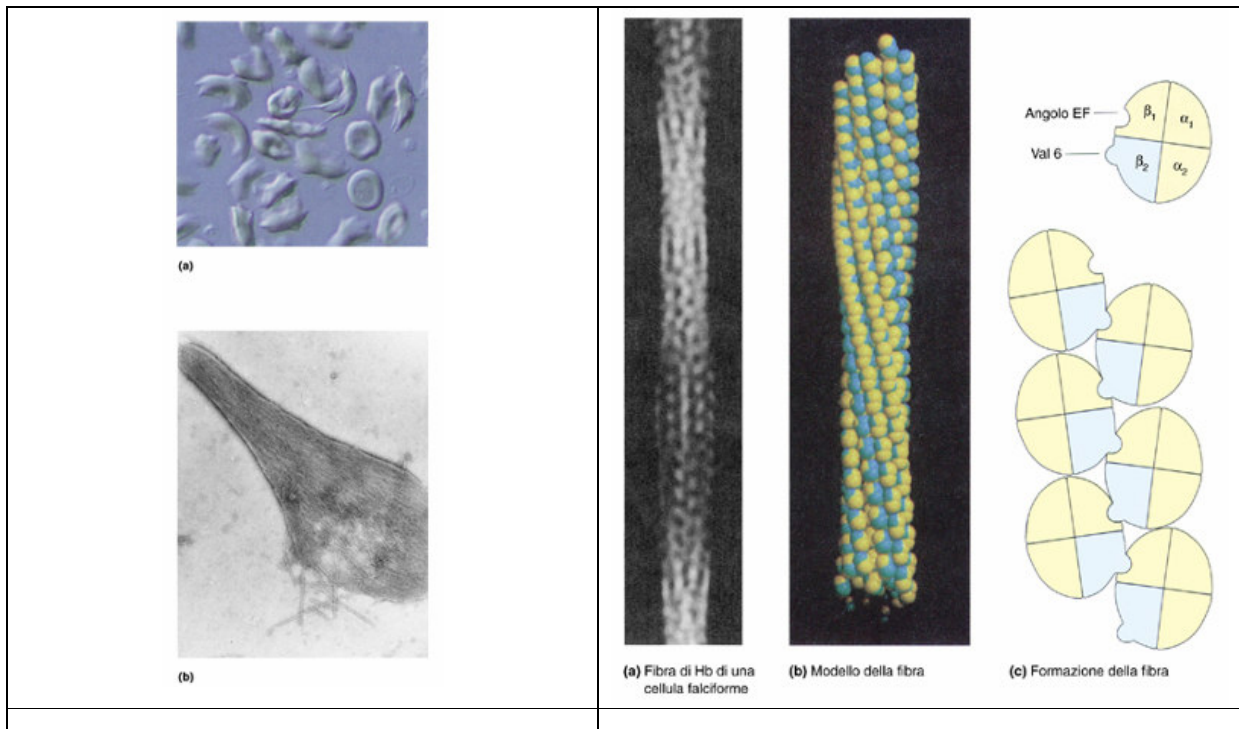 (a)
(b)
Angolo EF
Val 6
β1
α1
β2
α2
(a) Fibra di Hb di una
cellula falciforme
(b) Modello della fibra
(c) Formazione della fibra